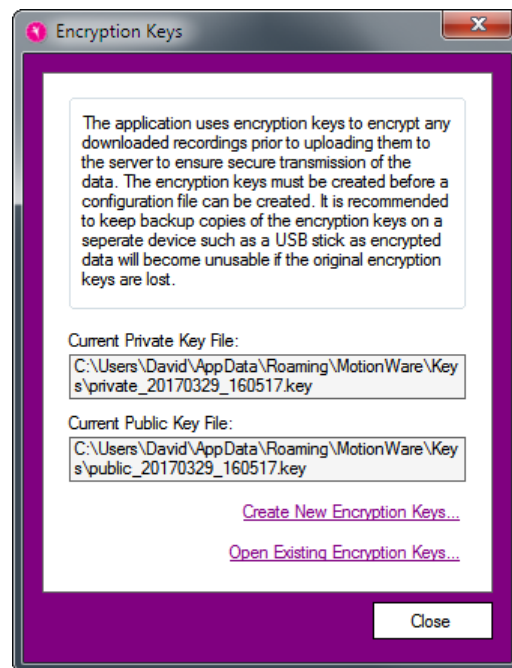 Encryption Keys
The application uses encryption keys to encrypt any
downloaded recordings prior to uploading them to
the server to ensure secure transmission of the
data. The encryption keys must be created before a
configuration file can be created. It is recommended
to keep backup copies of the encryption keys on a
seperate device such as a USB stick as encrypted
data will become unusable if the original encryption
keys are lost.
Current Private Key File:
C:\Users\David\AppData\Roaming\MotionWare\Key
s\private_20170329_160517.key
Current Public Key File:
C:\Users\David\AppData\Roaming\MotionWare\Key
s\public_20170329_160517.key
Create New Encryption Keys...
Open Existing Encryption Keys...
Close